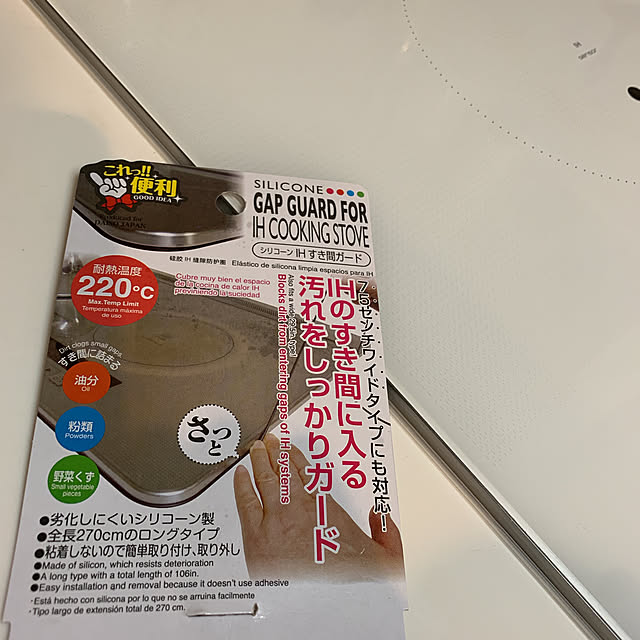 これっ!!
便利
GOOD IDEA
Produced for
DAISO JAPAN
SILICONE
GAP GUARD FOR
IH COOKING STOVE
シリコーン IH すき間ガード
硅胶 IH 缝隙防护圈 Elástico de silicona limpia espacios para IH
耐熱温度
220℃
Max.Temp Limit
Temperatura máxima
de uso
Cubre muy bien el espacio
de la cocina de calor IH
previniendo la suciedad
75センチワイドタイプにも対応!
IHのすき間に入る
汚れをしっかりガード
Blocks dirt from entering gaps of IH systems
Dirt clogs small gaps.
すき間に詰まる
油分
Oil
粉類
Powders
野菜くず
Small vegetable
pieces
さっと
●劣化しにくいシリコーン製
●全長270cmのロングタイプ
●粘着しないので簡単取り付け、取り外し
●Made of silicon, which resists deterioration
●A long type with a total length of 106in.
●Easy installation and removal because it doesn't use adhesive
・Está hecho con silicona por lo que no se arruina facilmente
・Tipo largo de extensión total de 270 cm.